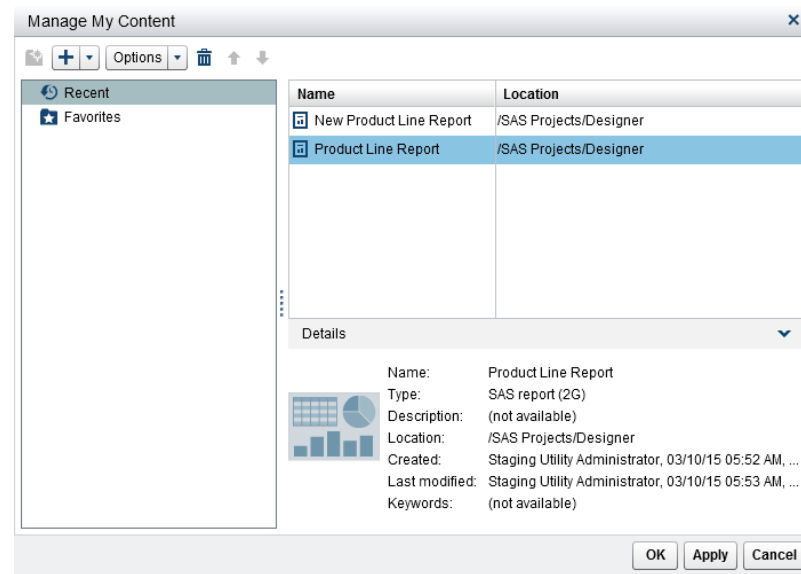 Manage My Content
Options
Recent
Favorites
Name Location
New Product Line Report /SAS Projects/Designer
Product Line Report /SAS Projects/Designer
Details
Name: Product Line Report
Type: SAS report (2G)
Description: (not available)
Location: /SAS Projects/Designer
Created: Staging Utility Administrator, 03/10/15 05:52 AM, ...
Last modified: Staging Utility Administrator, 03/10/15 05:53 AM, ...
Keywords: (not available)
OK Apply Cancel